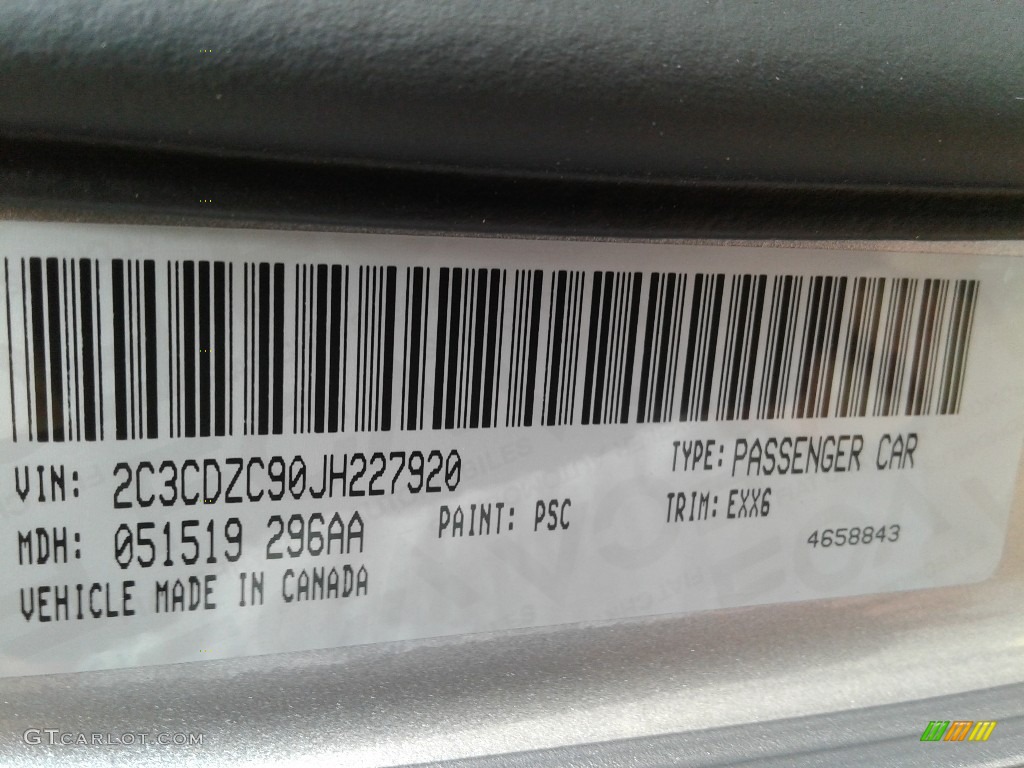 VIN: 2C3CDZC90JH227920 TYPE: PASSENGER CAR
MDH: 051519 296AA PAINT: PSC TRIM: EXX6
4658843
VEHICLE MADE IN CANADA
GTCARLOT.COM